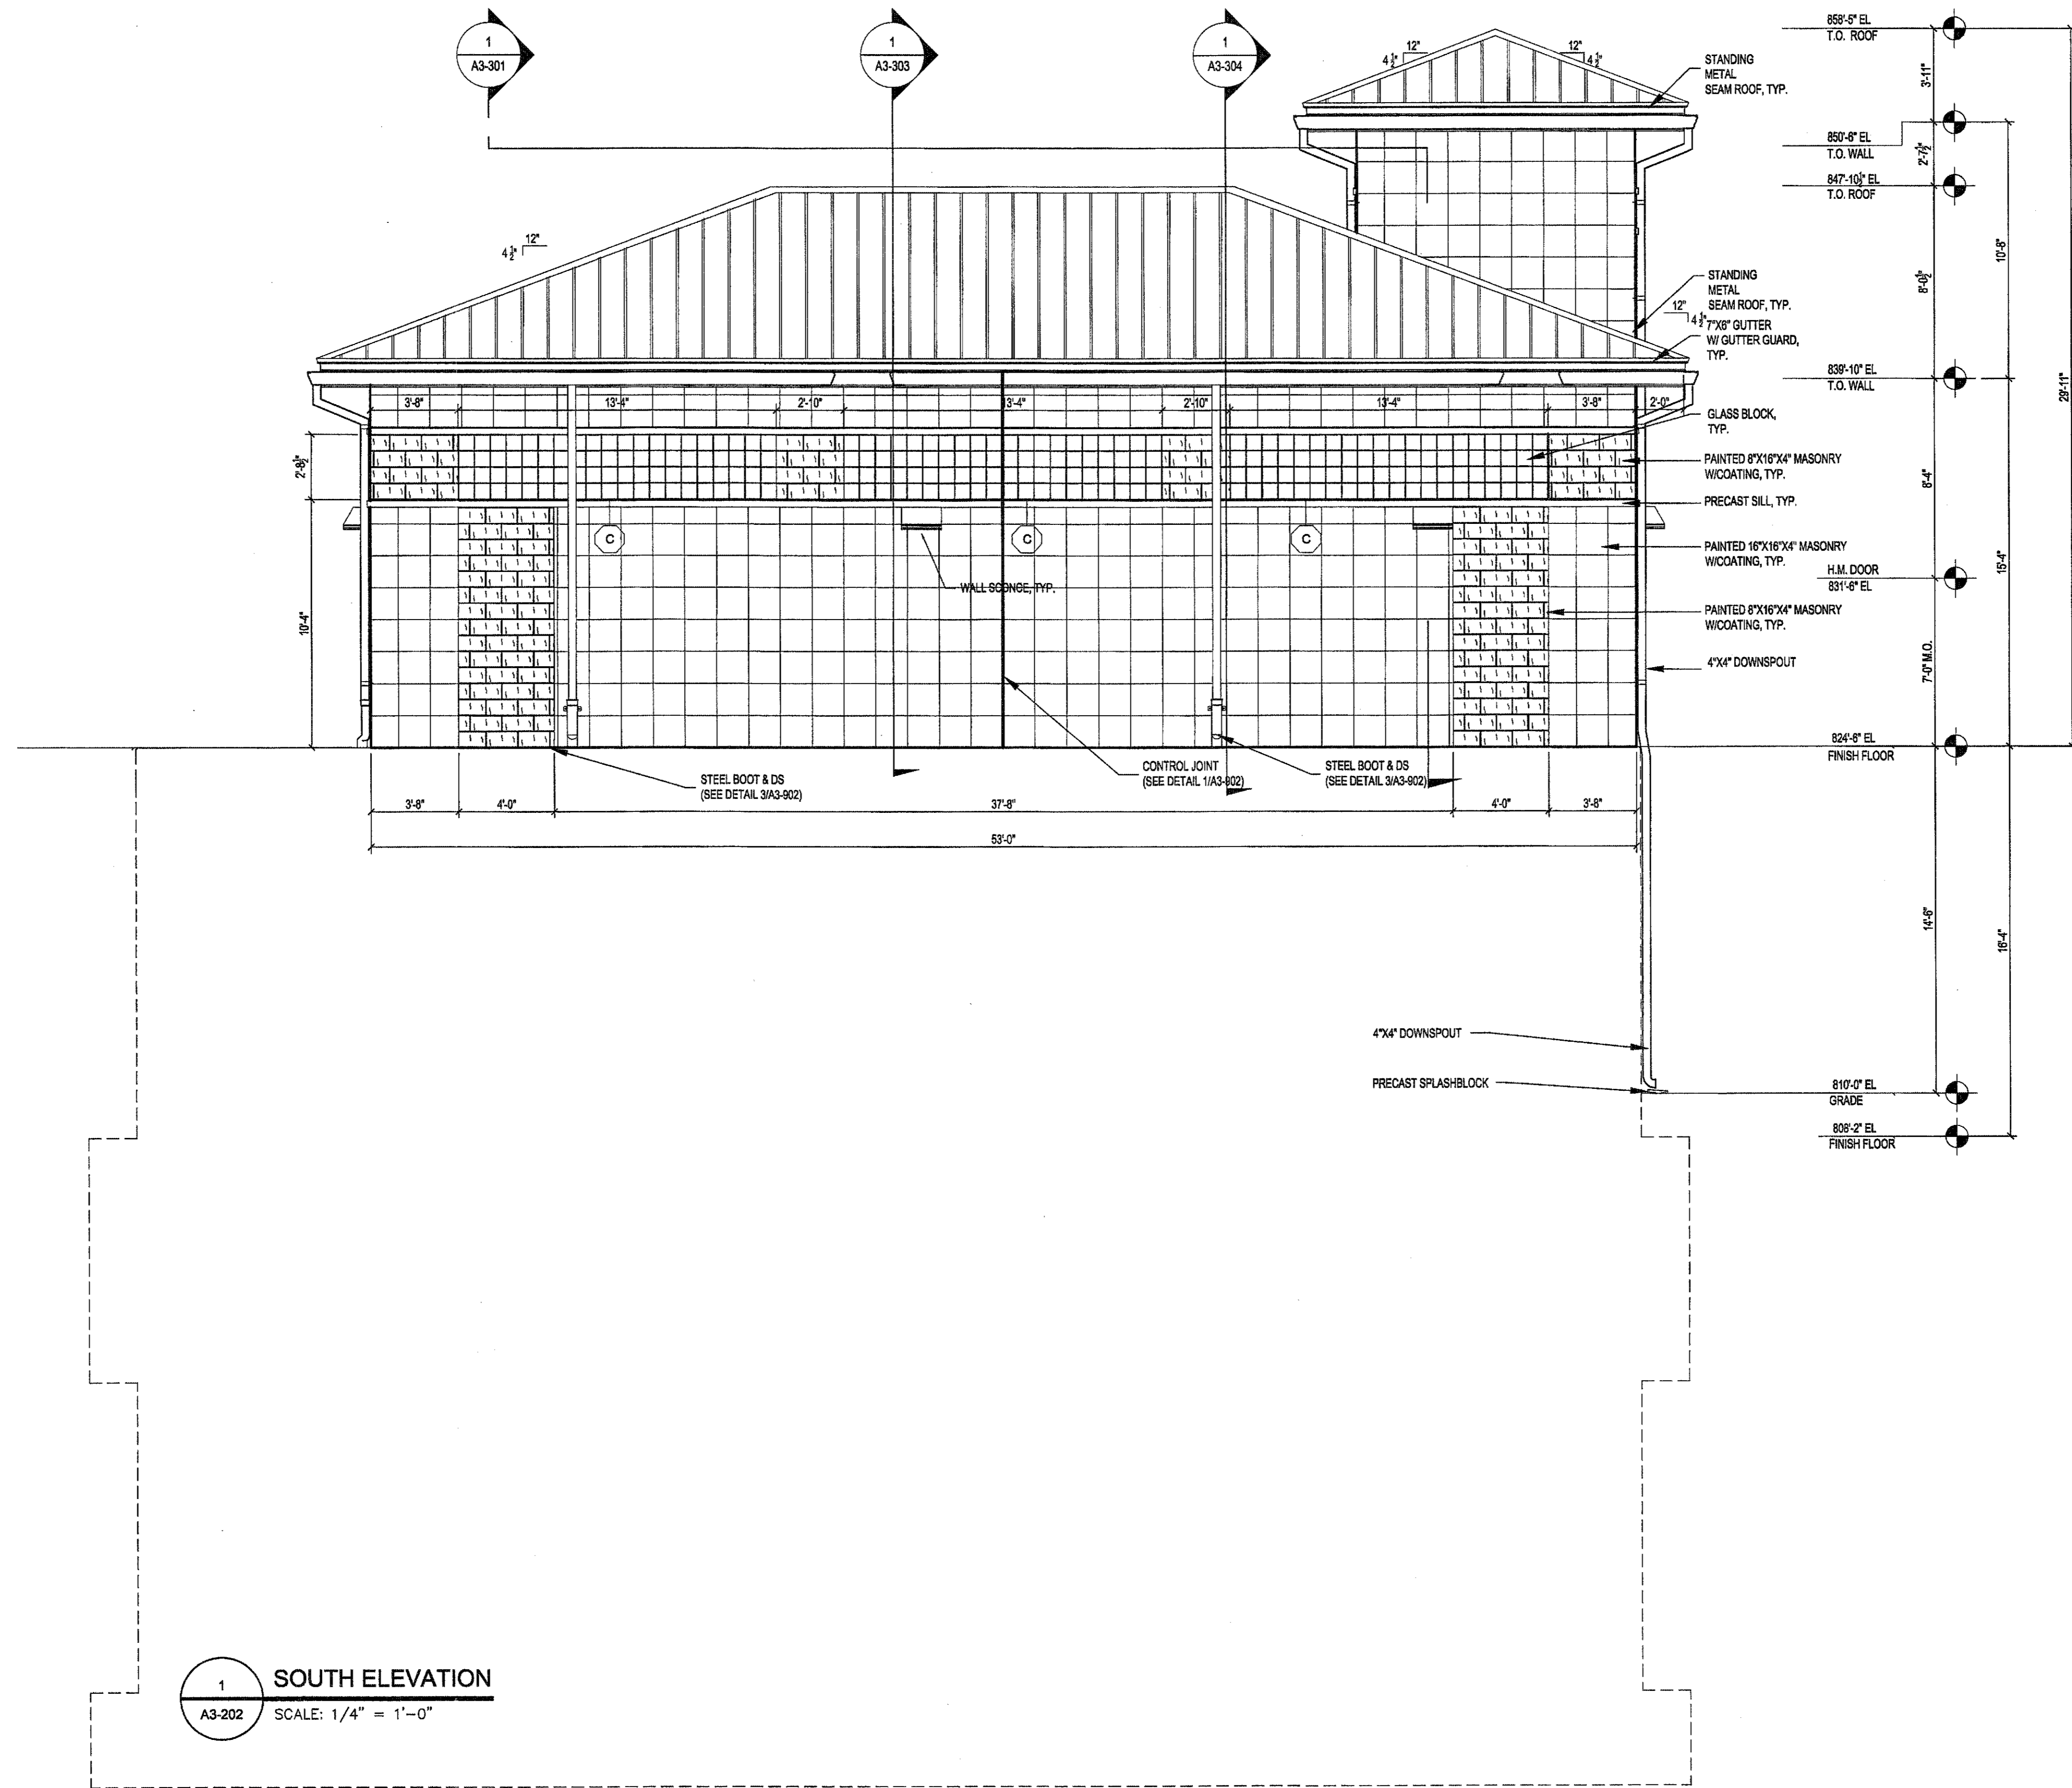 1
A3-301
1
A3-303
1
A3-304
12"
4 1/2"
12"
4 1/2"
STANDING
METAL
SEAM ROOF, TYP.
858'-5" EL
T.O. ROOF
3'-11"
850'-6" EL
T.O. WALL
2'-7 1/2"
847'-10 1/2" EL
T.O. ROOF
12"
4 1/2"
10'-8"
8'-0 1/2"
29'-11"
STANDING
METAL
SEAM ROOF, TYP.
12"
4 1/2"
7"X6" GUTTER
W/ GUTTER GUARD,
TYP.
839'-10" EL
T.O. WALL
3'-8"
13'-4"
2'-10"
13'-4"
2'-10"
13'-4"
3'-8"
2'-0"
GLASS BLOCK,
TYP.
2'-8 1/2"
PAINTED 8"X16"X4" MASONRY
W/COATING, TYP.
8'-4"
PRECAST SILL, TYP.
C
C
C
PAINTED 16"X16"X4" MASONRY
W/COATING, TYP.
15'-4"
H.M. DOOR
831'-6" EL
WALL SCONCE, TYP.
10'-4"
PAINTED 8"X16"X4" MASONRY
W/COATING, TYP.
4"X4" DOWNSPOUT
7'-0" M.O.
824'-6" EL
FINISH FLOOR
STEEL BOOT & DS
(SEE DETAIL 3/A3-902)
CONTROL JOINT
(SEE DETAIL 1/A3-902)
STEEL BOOT & DS
(SEE DETAIL 3/A3-902)
3'-8"
4'-0"
37'-8"
4'-0"
3'-8"
53'-0"
14'-6"
16'-4"
4"X4" DOWNSPOUT
PRECAST SPLASHBLOCK
810'-0" EL
GRADE
808'-2" EL
FINISH FLOOR
1
A3-202
SOUTH ELEVATION
SCALE: 1/4" = 1'-0"